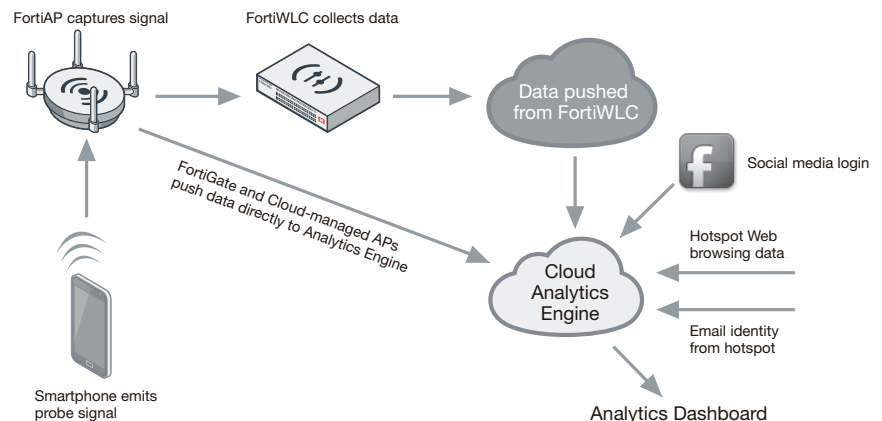 FortiAP captures signal
FortiWLC collects data
Data pushed
from FortiWLC
Social media login
FortiGate and Cloud-managed APs
push data directly to Analytics Engine
Hotspot Web
browsing data
Cloud
Analytics
Engine
Email identity
from hotspot
Smartphone emits
probe signal
Analytics Dashboard